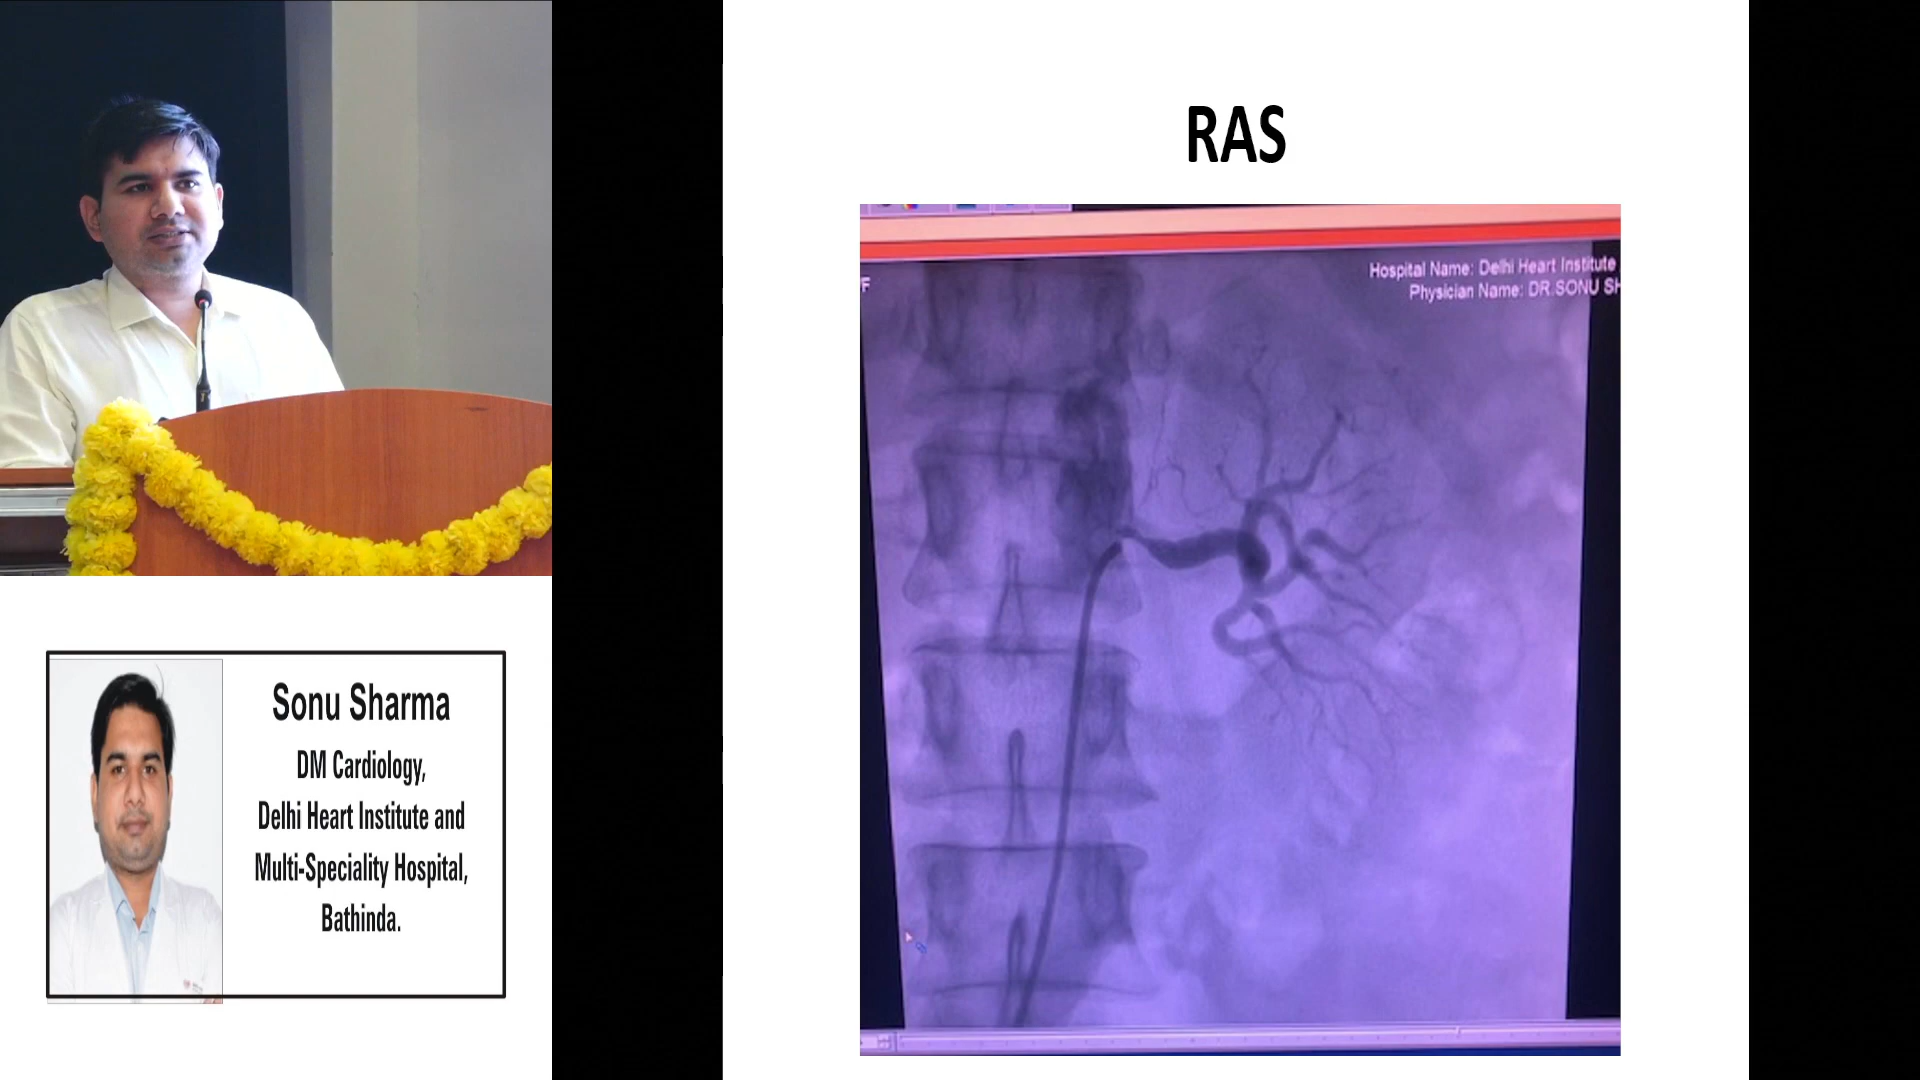 RAS
Hospital Name: Delhi Heart Institute
Physician Name: DR.SONU SH
F
Sonu Sharma
DM Cardiology,
Delhi Heart Institute and
Multi-Speciality Hospital,
Bathinda.